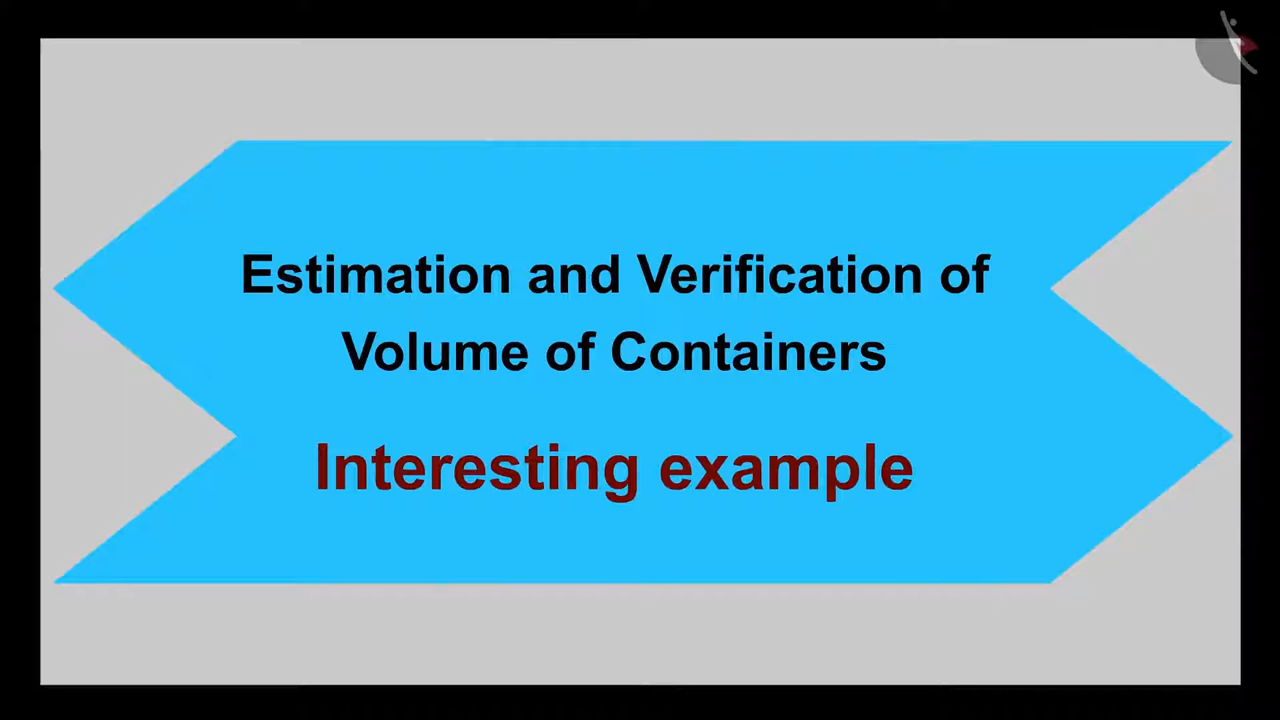 Estimation and Verification of
Volume of Containers
Interesting example